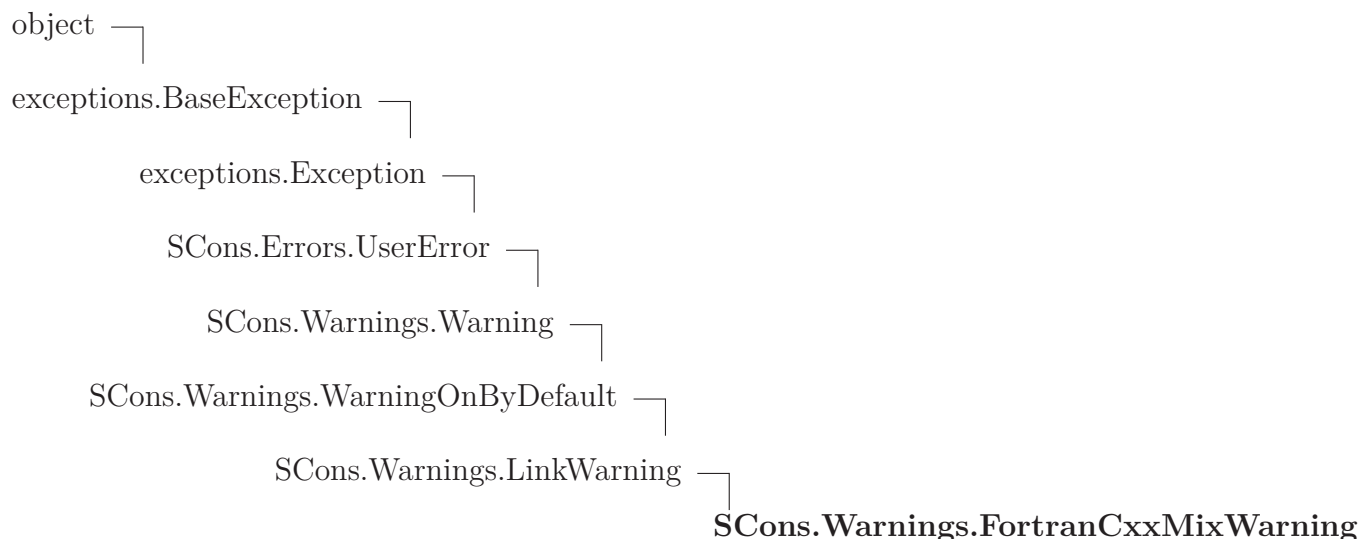 object
exceptions.BaseException
exceptions.Exception
SCons.Errors.UserError
SCons.Warnings.Warning
SCons.Warnings.WarningOnByDefault
SCons.Warnings.LinkWarning
SCons.Warnings.FortranCxxMixWarning